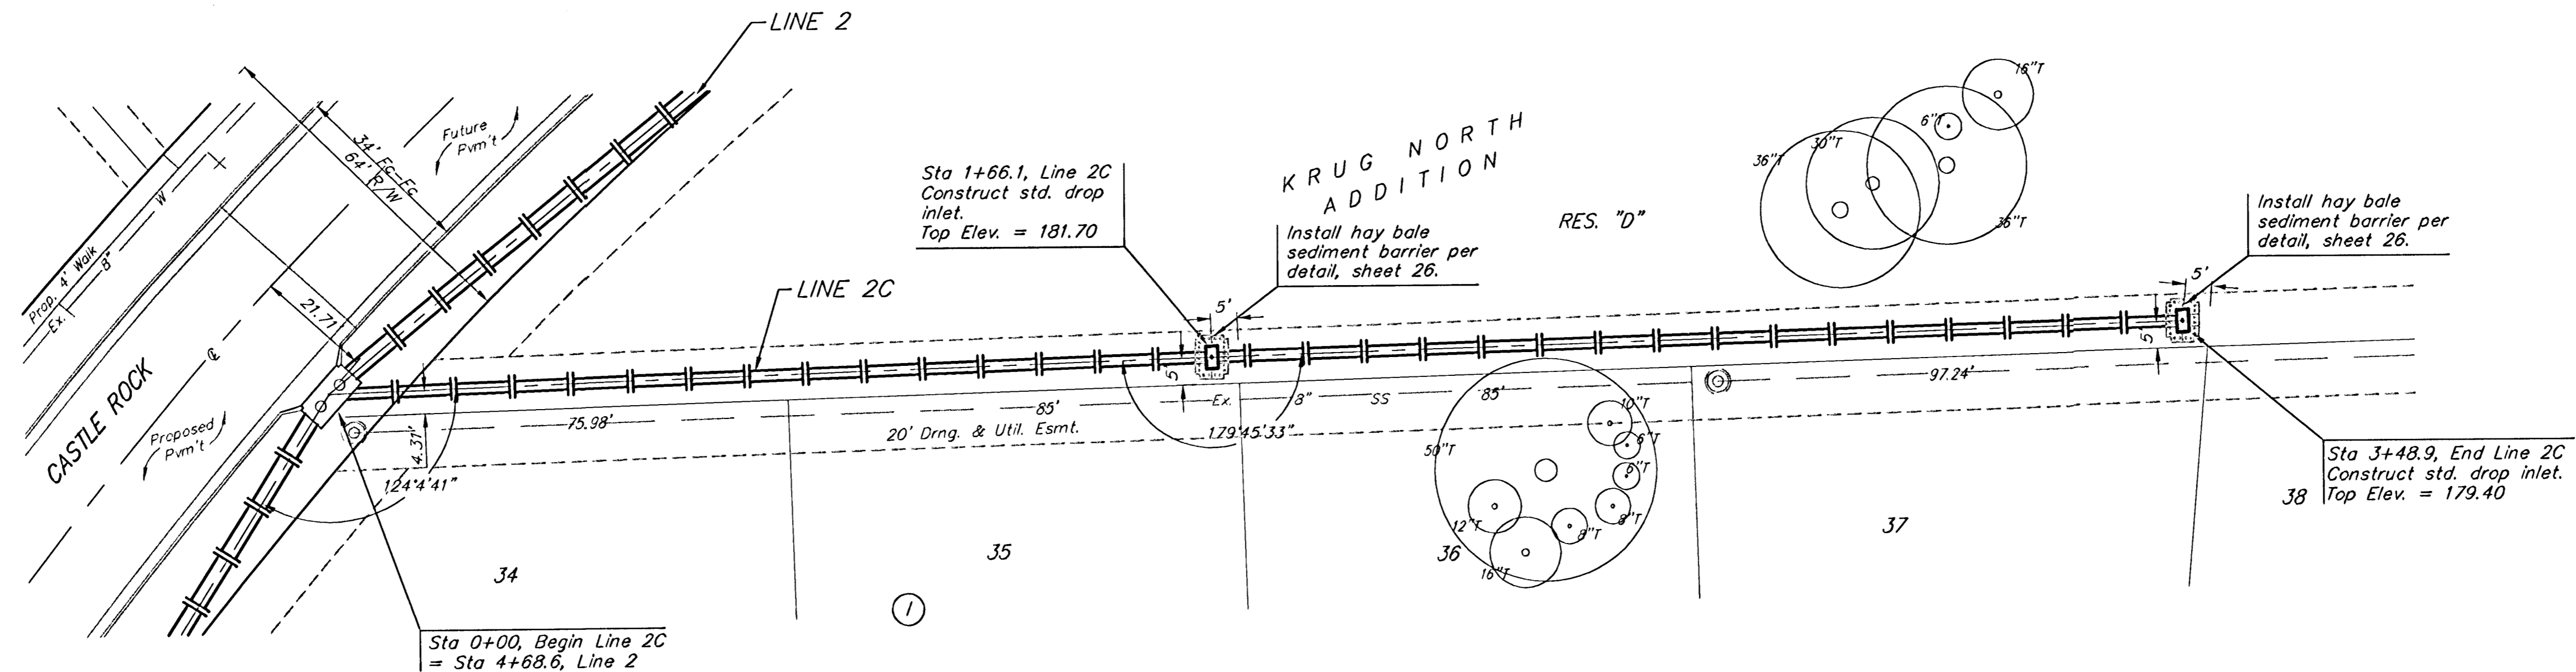 LINE 2
Future
Pvm't
34' Fc-Fc
64' R/W
W
8"
Prop. 4' Walk
Ex.
21.71'
℄
CASTLE ROCK
Proposed
Pvm't
LINE 2C
Sta 1+66.1, Line 2C
Construct std. drop
inlet.
Top Elev. = 181.70
KRUG NORTH
ADDITION
RES. "D"
Install hay bale
sediment barrier per
detail, sheet 26.
5'
5'
36"T
30"T
6"T
16"T
36"T
Install hay bale
sediment barrier per
detail, sheet 26.
5'
5'
4.31'
124°4'41"
75.98'
85'
20' Drng. & Util. Esmt.
179°45'33"
Ex. 8" SS
85'
97.24'
50"T
10"T
6"T
6"T
8"T
8"T
12"T
16"T
34
35
36
37
38
1
Sta 3+48.9, End Line 2C
Construct std. drop inlet.
Top Elev. = 179.40
Sta 0+00, Begin Line 2C
= Sta 4+68.6, Line 2